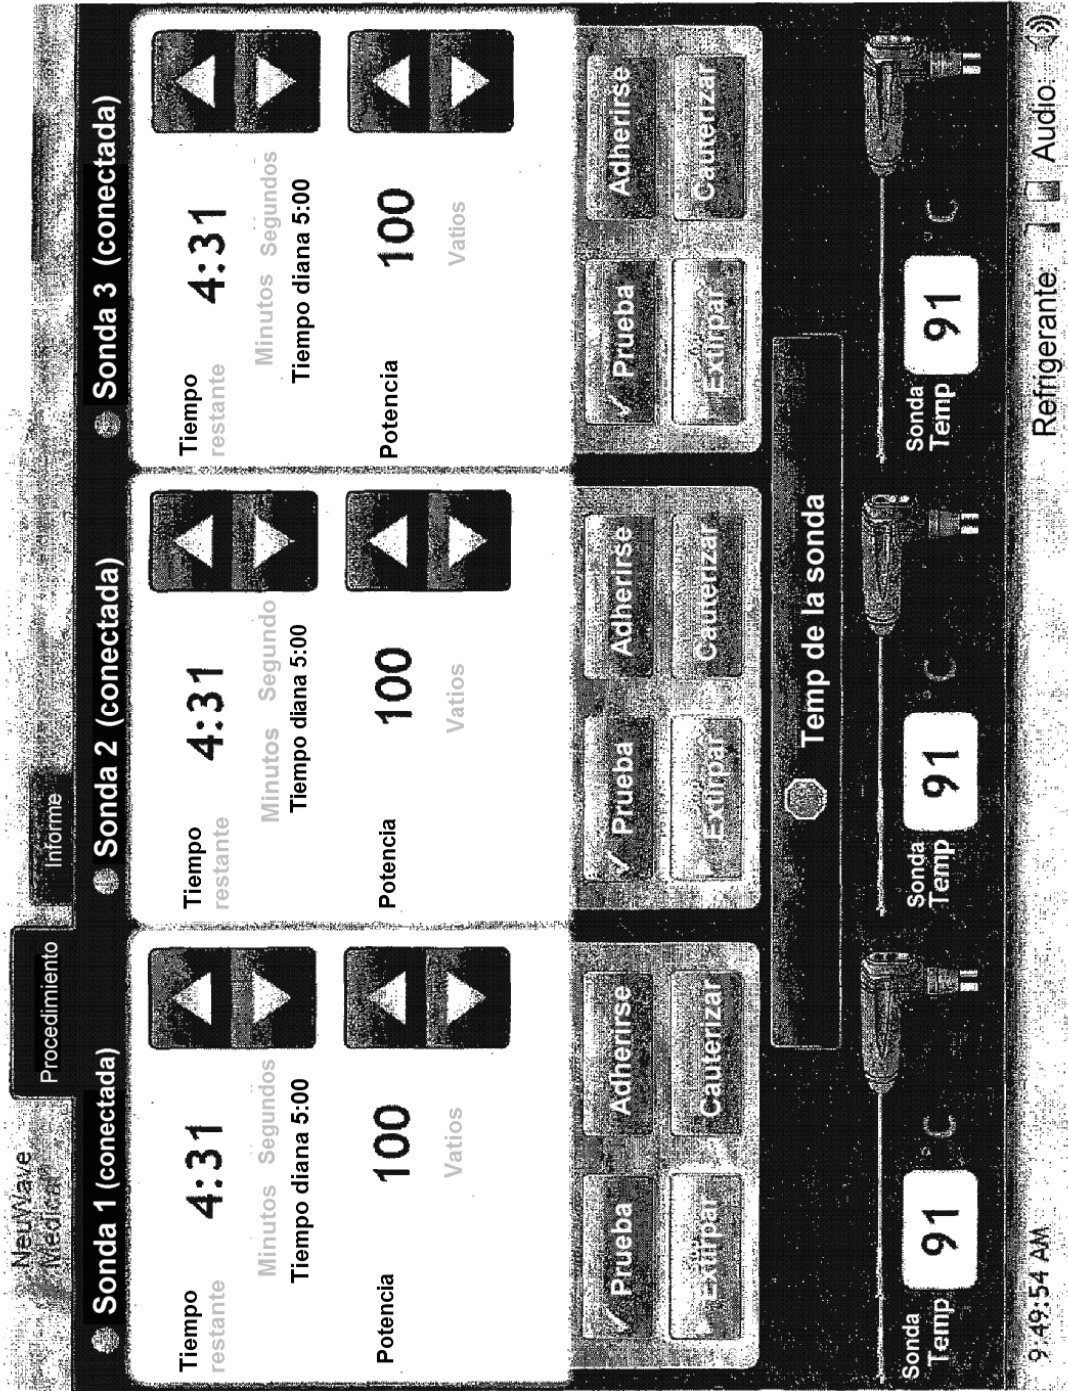 NeuWave
Medical
Procedimiento
Informe
Sonda 1 (conectada)
Tiempo
restante
4:31
Minutos Segundos
Tiempo diana 5:00
Potencia
100
Vatios
✓ Prueba
Adherirse
Extirpar
Cauterizar
Sonda 2 (conectada)
Tiempo
restante
4:31
Minutos Segundo
Tiempo diana 5:00
Potencia
100
Vatios
✓ Prueba
Adherirse
Extirpar
Cauterizar
Sonda 3 (conectada)
Tiempo
restante
4:31
Minutos Segundos
Tiempo diana 5:00
Potencia
100
Vatios
✓ Prueba
Adherirse
Extirpar
Cauterizar
Temp de la sonda
Sonda
Temp
91 °C
Sonda
Temp
91 °C
Sonda
Temp
91 °C
9:49:54 AM
Refrigerante:
Audio: